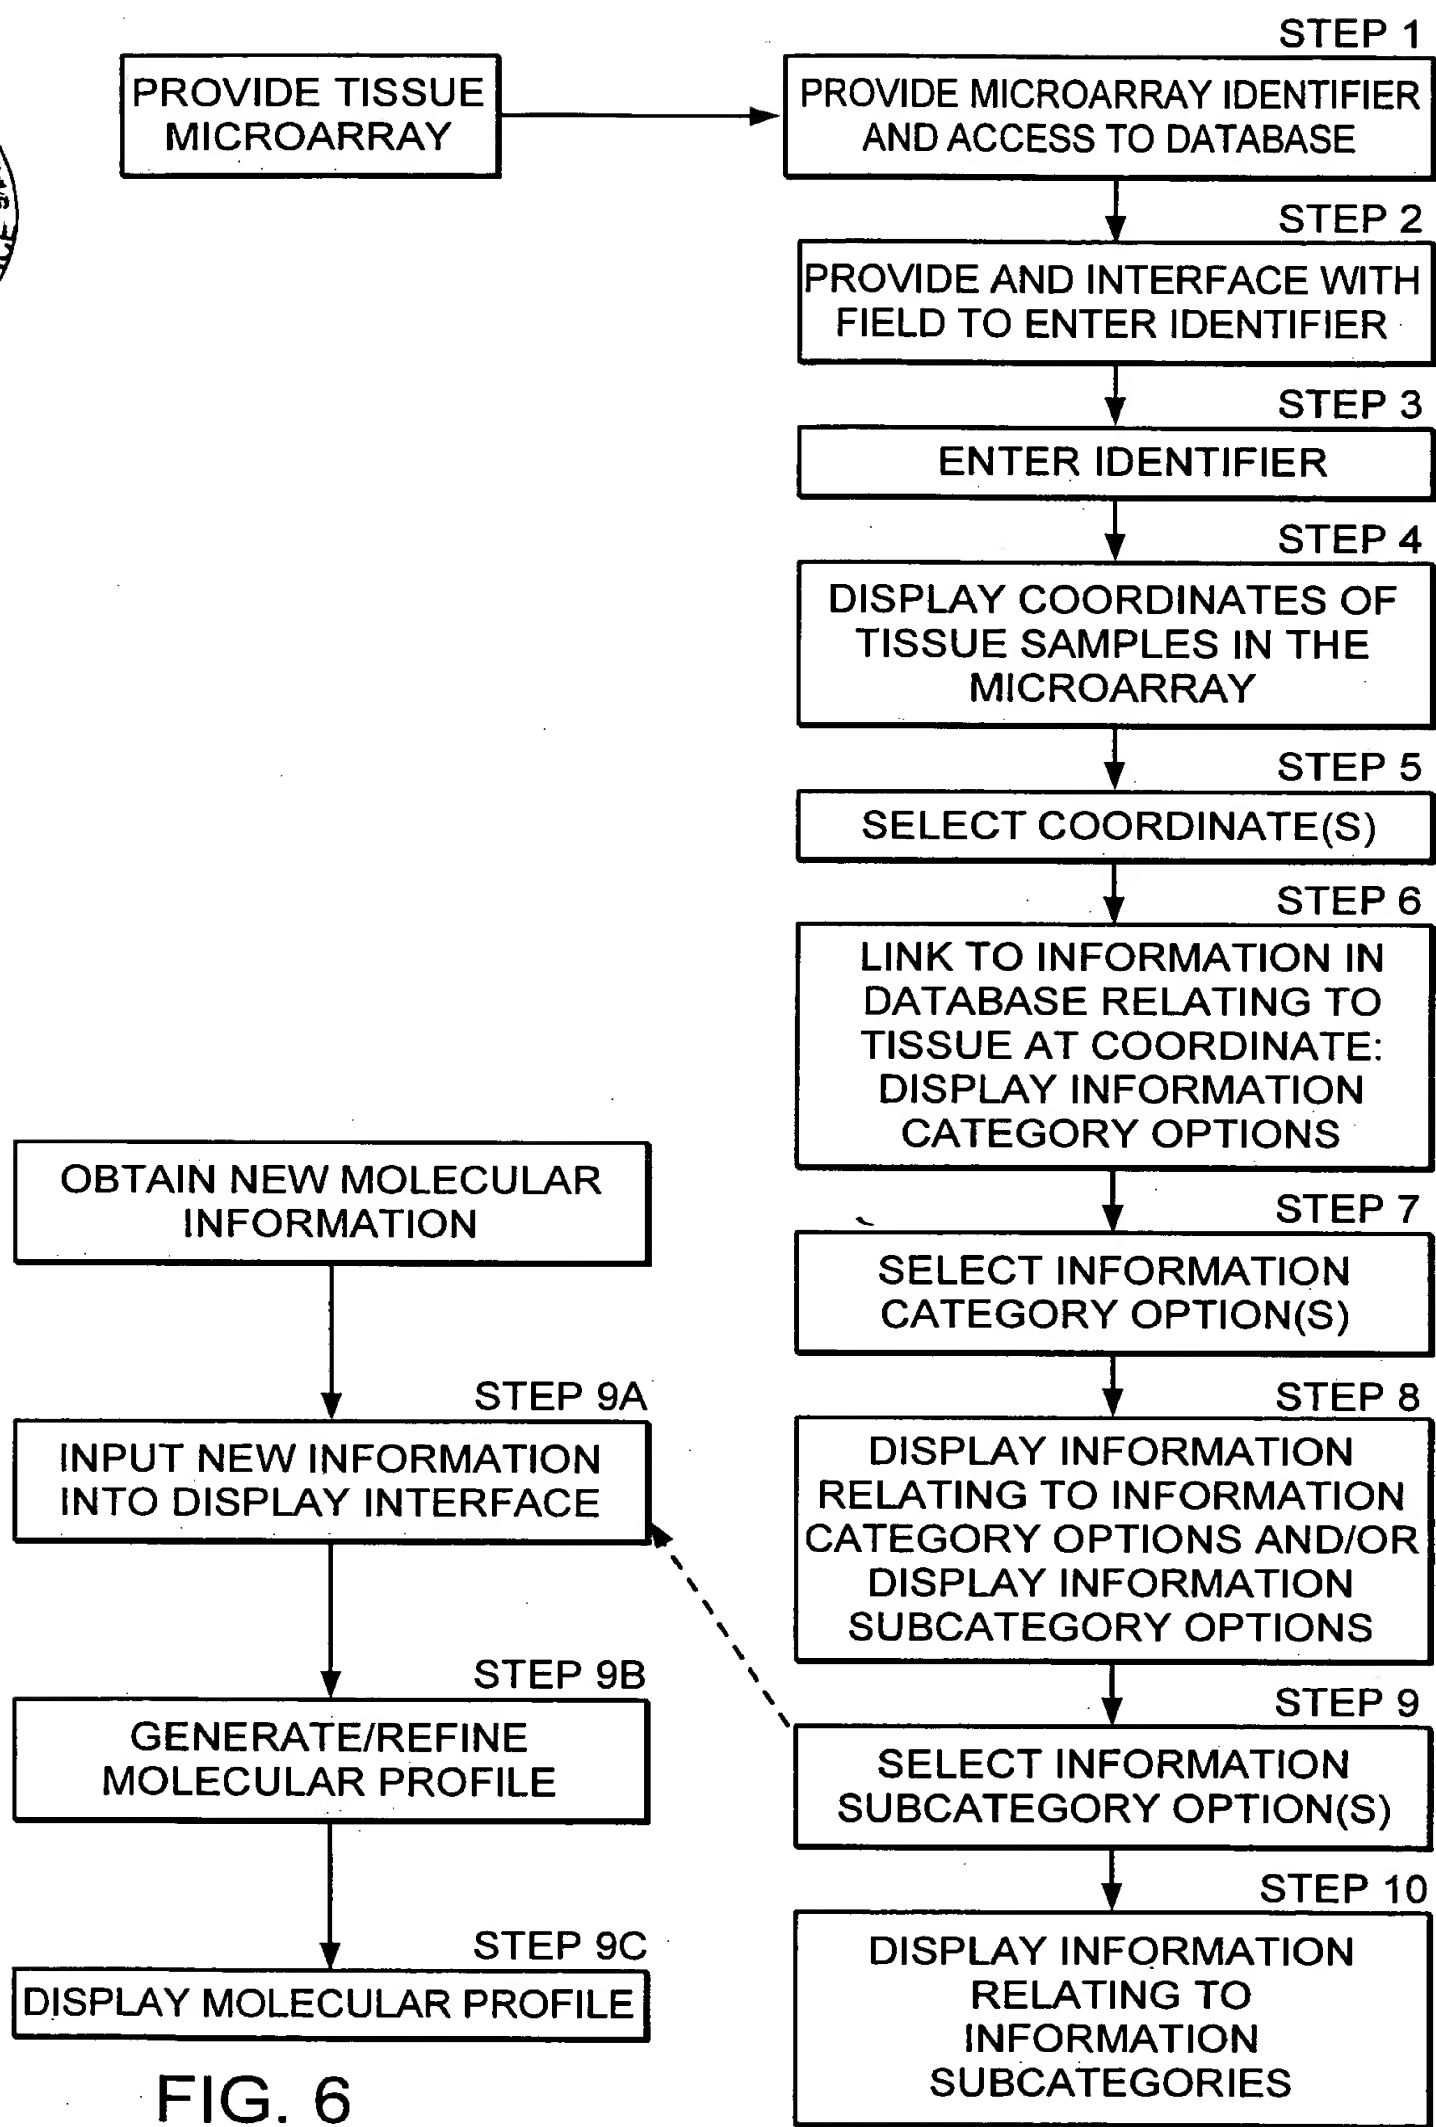 PROVIDE TISSUE
MICROARRAY
STEP 1
PROVIDE MICROARRAY IDENTIFIER
AND ACCESS TO DATABASE
STEP 2
PROVIDE AND INTERFACE WITH
FIELD TO ENTER IDENTIFIER
STEP 3
ENTER IDENTIFIER
STEP 4
DISPLAY COORDINATES OF
TISSUE SAMPLES IN THE
MICROARRAY
STEP 5
SELECT COORDINATE(S)
STEP 6
LINK TO INFORMATION IN
DATABASE RELATING TO
TISSUE AT COORDINATE:
DISPLAY INFORMATION
CATEGORY OPTIONS
STEP 7
SELECT INFORMATION
CATEGORY OPTION(S)
STEP 8
DISPLAY INFORMATION
RELATING TO INFORMATION
CATEGORY OPTIONS AND/OR
DISPLAY INFORMATION
SUBCATEGORY OPTIONS
STEP 9
SELECT INFORMATION
SUBCATEGORY OPTION(S)
STEP 10
DISPLAY INFORMATION
RELATING TO
INFORMATION
SUBCATEGORIES
OBTAIN NEW MOLECULAR
INFORMATION
STEP 9A
INPUT NEW INFORMATION
INTO DISPLAY INTERFACE
STEP 9B
GENERATE/REFINE
MOLECULAR PROFILE
STEP 9C
DISPLAY MOLECULAR PROFILE
FIG. 6